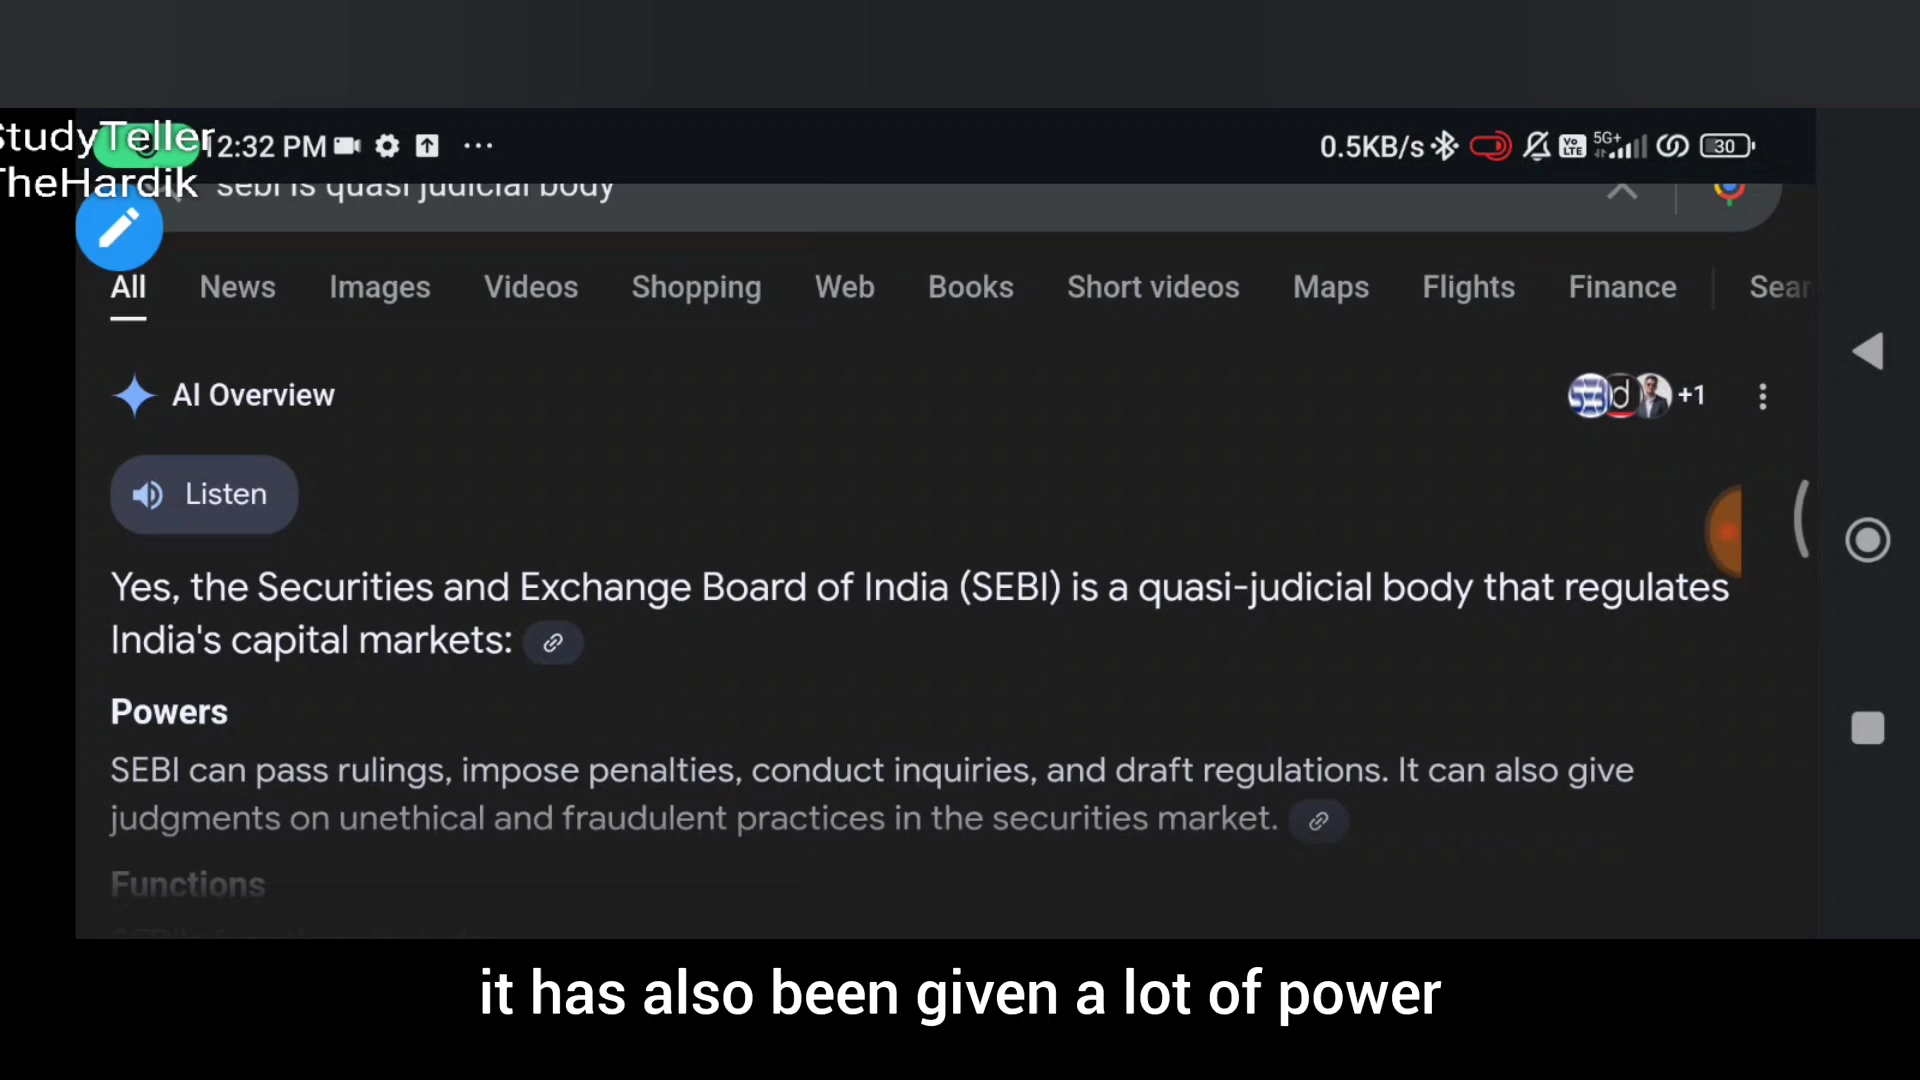 StudyTeller
TheHardik
12:32 PM
0.5KB/s
Vo LTE
5G+
30
sebi is quasi judicial body
All News Images Videos Shopping Web Books Short videos Maps Flights Finance
AI Overview
+1
Listen
Yes, the Securities and Exchange Board of India (SEBI) is a quasi-judicial body that regulates
India's capital markets:
Powers
SEBI can pass rulings, impose penalties, conduct inquiries, and draft regulations. It can also give
judgments on unethical and fraudulent practices in the securities market.
Functions
it has also been given a lot of power